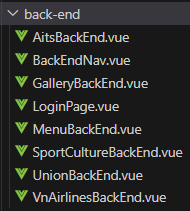 back-end
AitsBackEnd.vue
BackEndNav.vue
GalleryBackEnd.vue
LoginPage.vue
MenuBackEnd.vue
SportCultureBackEnd.vue
UnionBackEnd.vue
VnAirlinesBackEnd.vue